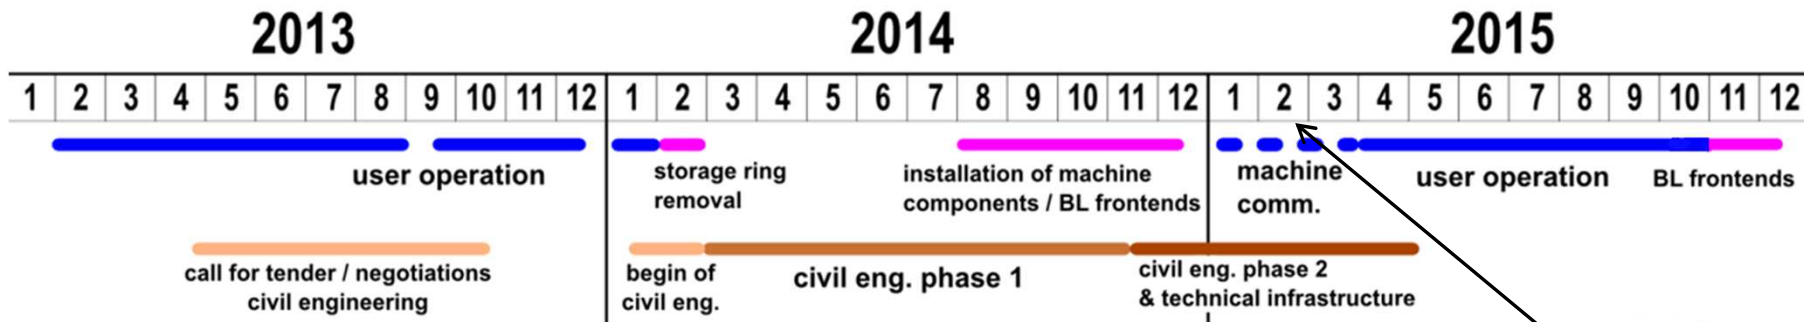 2013 2014 2015
1 2 3 4 5 6 7 8 9 10 11 12 1 2 3 4 5 6 7 8 9 10 11 12 1 2 3 4 5 6 7 8 9 10 11 12
user operation
storage ring
removal
installation of machine
components / BL frontends
machine
comm.
user operation
BL frontends
call for tender / negotiations
civil engineering
begin of
civil eng.
civil eng. phase 1
civil eng. phase 2
& technical infrastructure